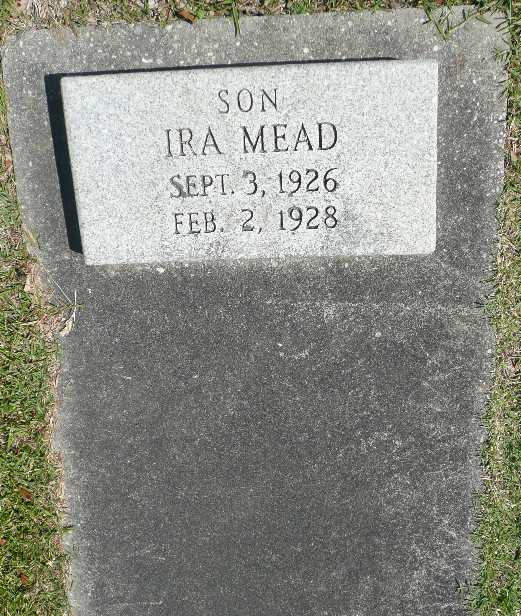 SON
IRA MEAD
SEPT. 3, 1926
FEB. 2, 1928